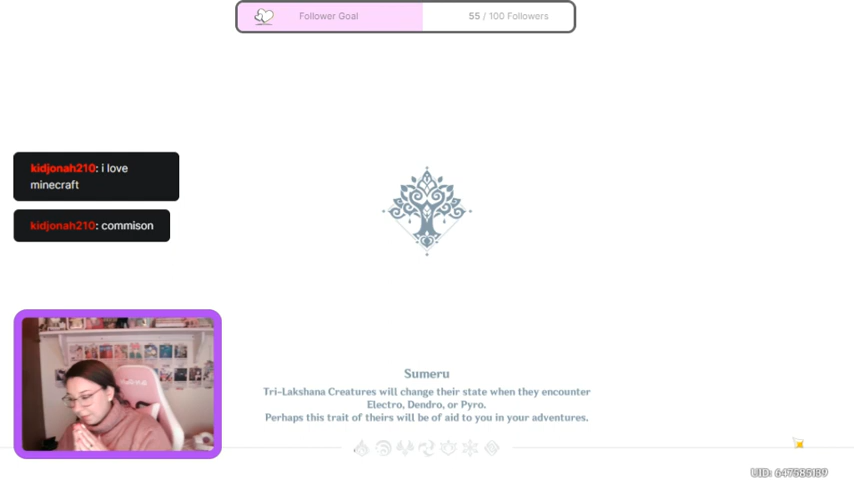 Follower Goal
55 / 100 Followers
kidjonah210: i love
minecraft
kidjonah210: commison
Sumeru
Tri-Lakshana Creatures will change their state when they encounter
Electro, Dendro, or Pyro.
Perhaps this trait of theirs will be of aid to you in your adventures.
UID: 647585139